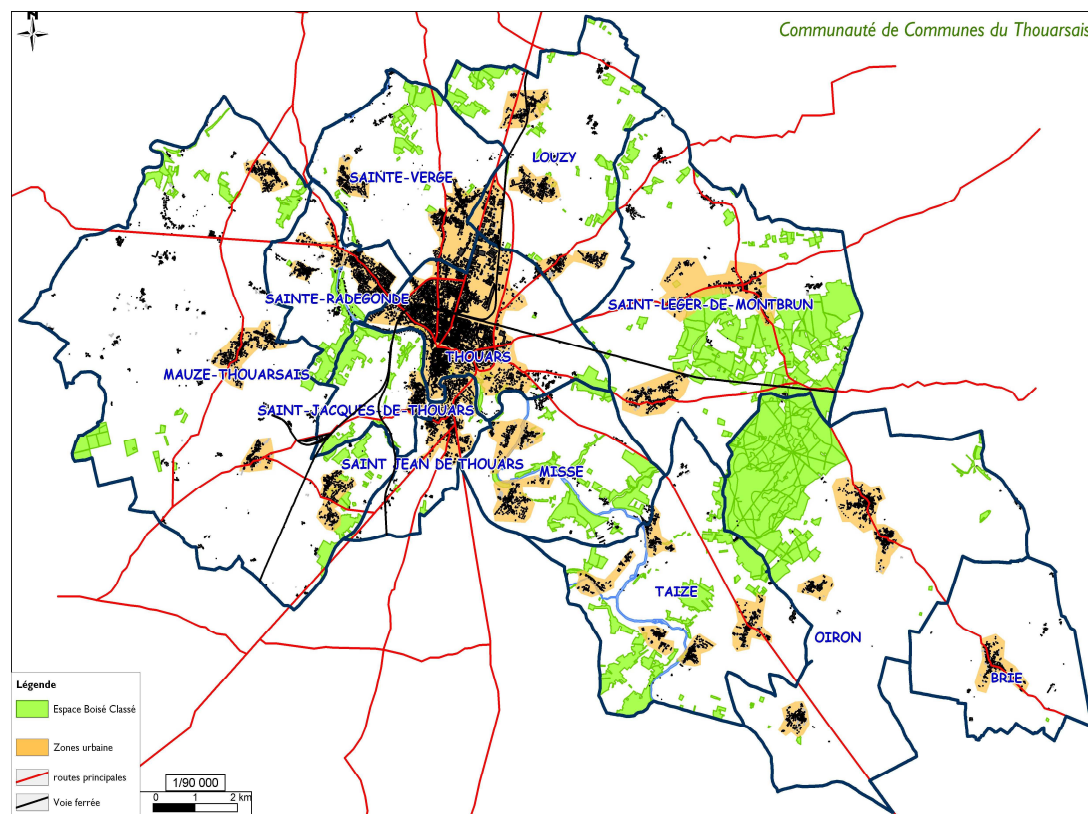 N
Communauté de Communes du Thouarsais
LOUZY
SAINTE-VERGE
SAINTE-RADEGONDE
SAINT-LEGER-DE-MONTBRUN
THOUARS
MAUZE-THOUARSAIS
SAINT-JACQUES-DE-THOUARS
SAINT JEAN DE THOUARS
MISSE
TAIZE
OIRON
BRIE
Légende
Espace Boisé Classé
Zones urbaine
routes principales
Voie ferrée
1/90 000
0 1 2 km